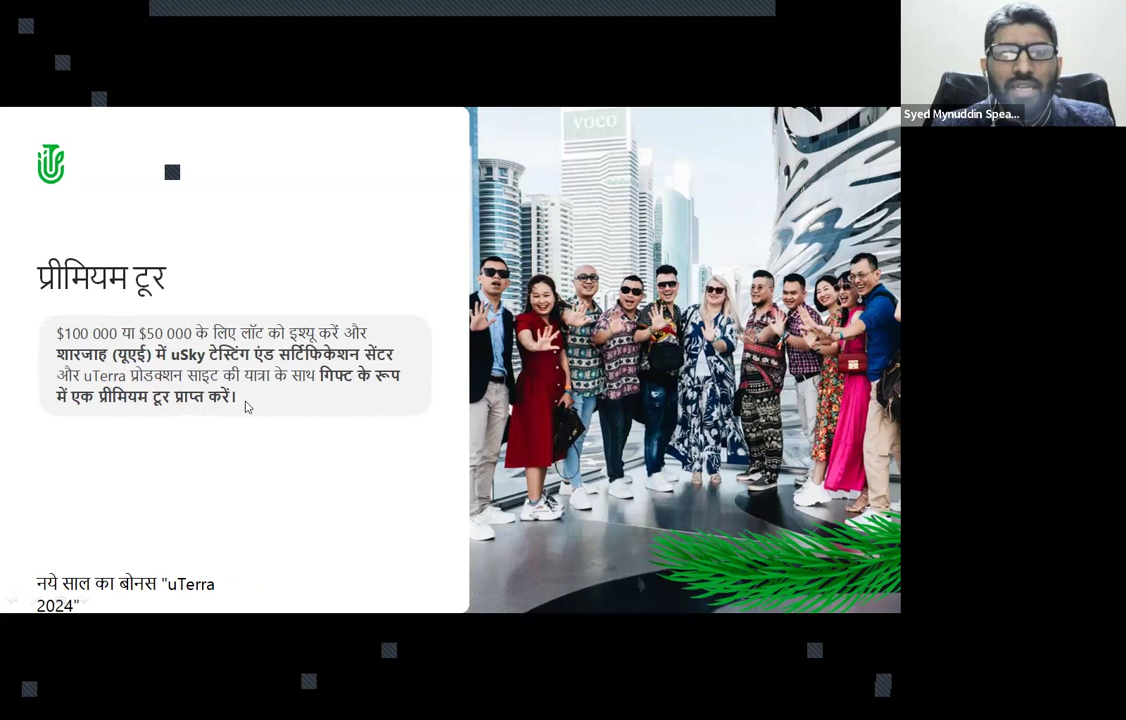 VOCO
Syed Mynuddin Spea...
प्रीमियम टूर
$100 000 या $50 000 के लिए लॉट को इश्यू करें और
शारजाह (यूएई) में uSky टेस्टिंग एंड सर्टिफिकेशन सेंटर
और uTerra प्रोडक्शन साइट की यात्रा के साथ गिफ्ट के रूप
में एक प्रीमियम टूर प्राप्त करें।
नये साल का बोनस "uTerra
2024"